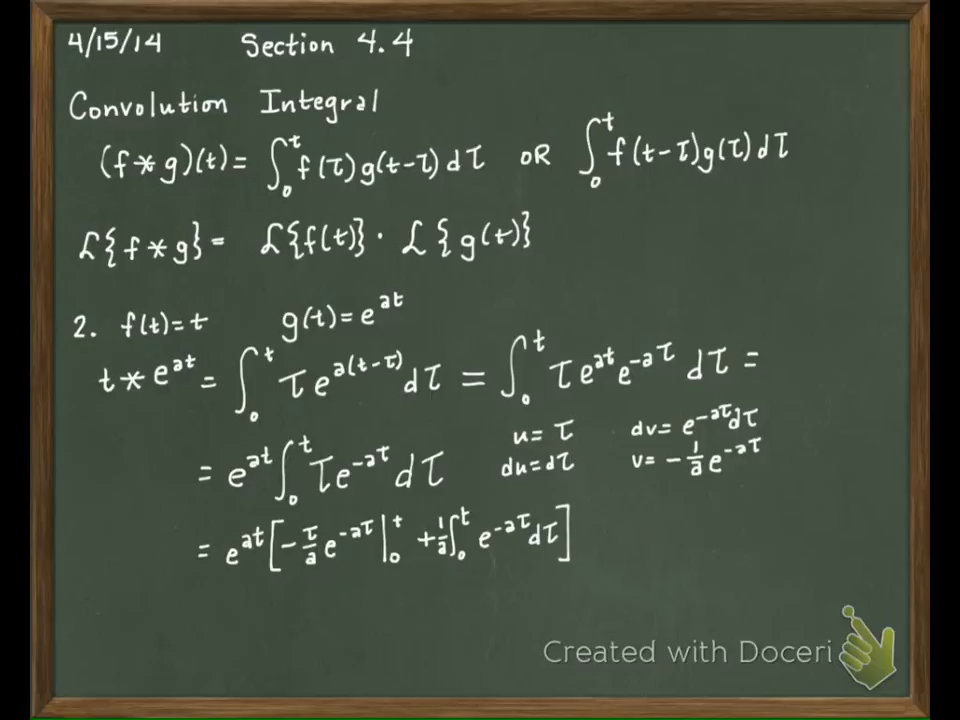 4/15/14 Section 4.4
Convolution Integral
(f * g)(t) = ∫₀ᵗ f(τ)g(t-τ)dτ OR ∫₀ᵗ f(t-τ)g(τ)dτ
ℒ{f * g} = ℒ{f(t)} · ℒ{g(t)}
2. f(t) = t g(t) = e^{at}
t * e^{at} = ∫₀ᵗ τ e^{a(t-τ)} dτ = ∫₀ᵗ τ e^{at} e^{-aτ} dτ =
= e^{at} ∫₀ᵗ τ e^{-aτ} dτ u = τ dv = e^{-aτ} dτ
du = dτ v = -1/a e^{-aτ}
= e^{at} [ -τ/a e^{-aτ} |₀ᵗ + 1/a ∫₀ᵗ e^{-aτ} dτ ]
Created with Doceri